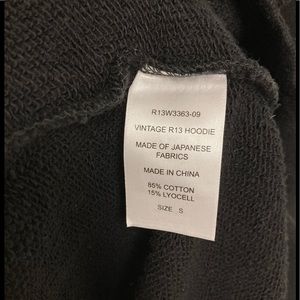 R13W3363-09
VINTAGE R13 HOODIE
MADE OF JAPANESE
FABRICS
MADE IN CHINA
85% COTTON
15% LYOCELL
SIZE S